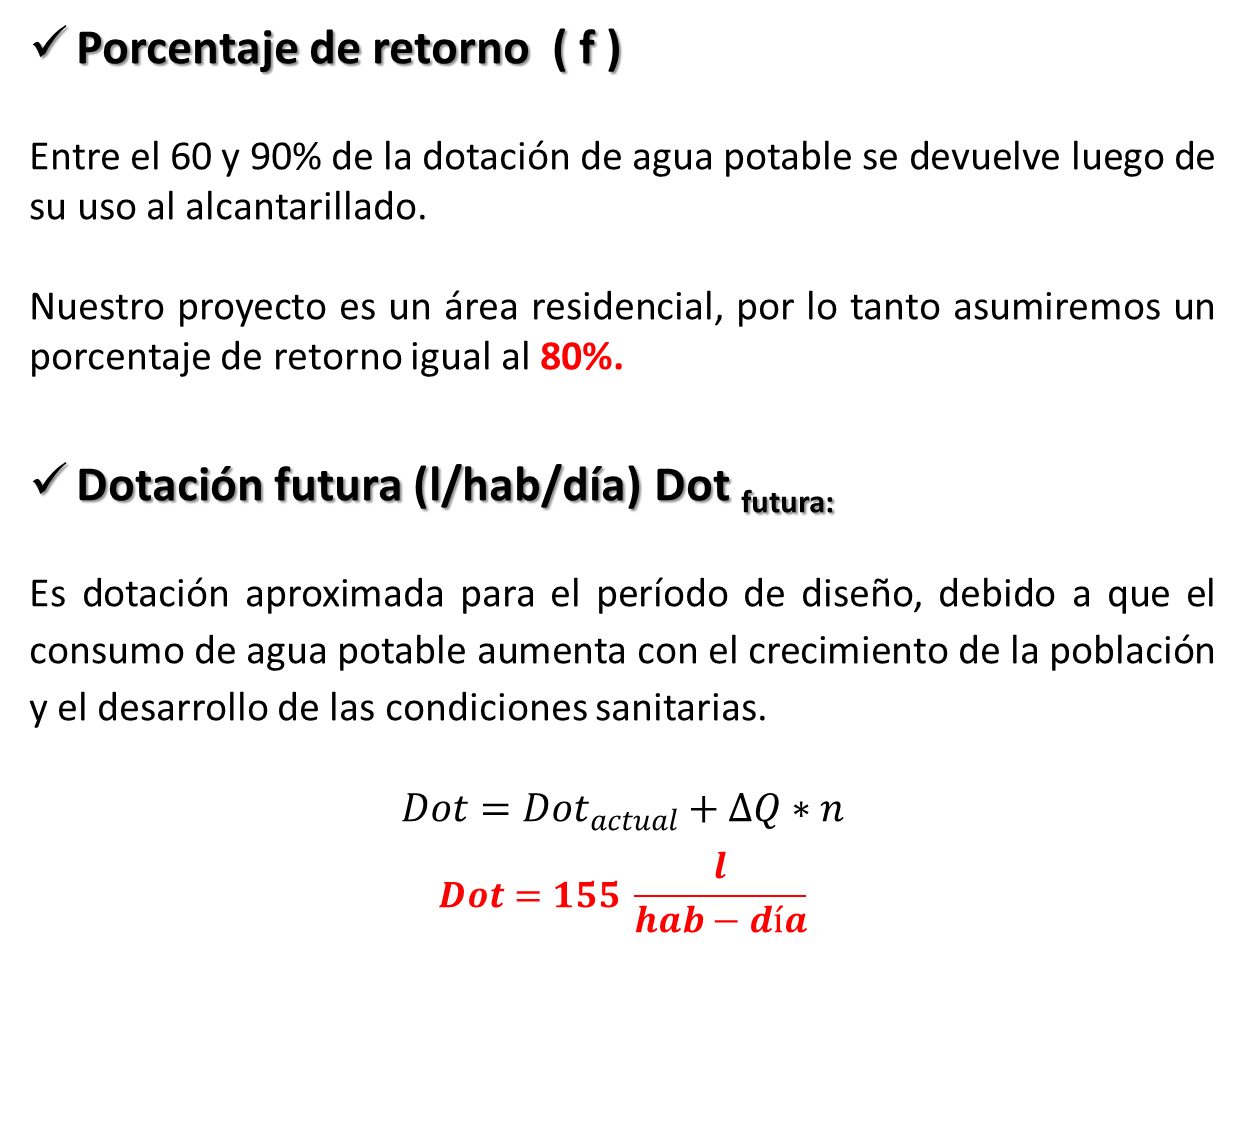 ✓ Porcentaje de retorno ( f )
Entre el 60 y 90% de la dotación de agua potable se devuelve luego de
su uso al alcantarillado.
Nuestro proyecto es un área residencial, por lo tanto asumiremos un
porcentaje de retorno igual al 80%.
✓ Dotación futura (l/hab/día) Dot futura:
Es dotación aproximada para el período de diseño, debido a que el
consumo de agua potable aumenta con el crecimiento de la población
y el desarrollo de las condiciones sanitarias.
Dot = Dot_actual + ΔQ ∗ n
Dot = 155 l / hab − día